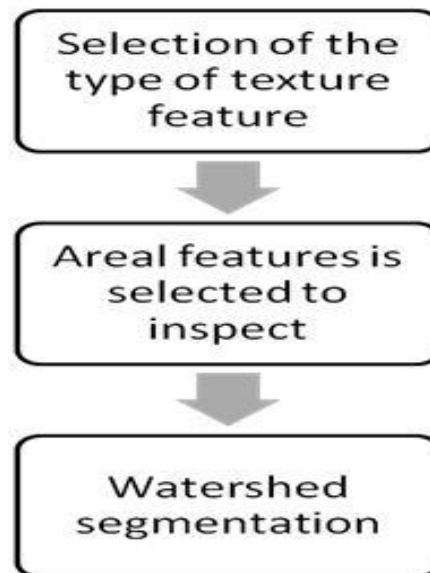 Selection of the
type of texture
feature
Areal features is
selected to
inspect
Watershed
segmentation